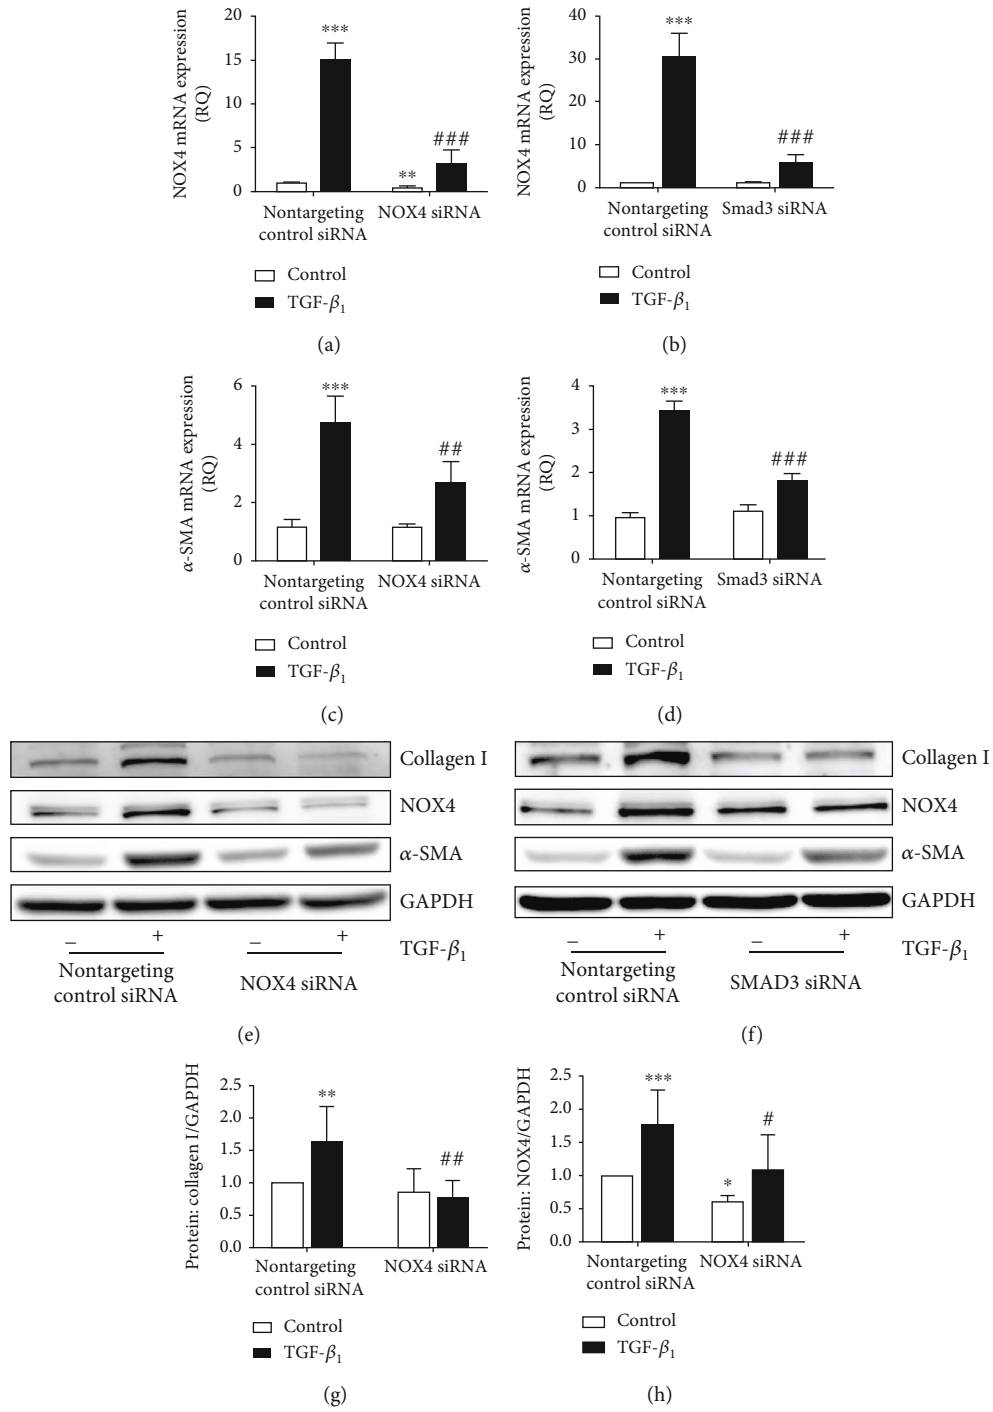 NOX4 mRNA expression
(RQ)
20
15
10
5
0
***
**
###
Nontargeting
control siRNA
NOX4 siRNA
Control
TGF-β1
(a)
NOX4 mRNA expression
(RQ)
40
30
20
10
0
***
###
Nontargeting
control siRNA
Smad3 siRNA
Control
TGF-β1
(b)
α-SMA mRNA expression
(RQ)
6
4
2
0
***
##
Nontargeting
control siRNA
NOX4 siRNA
Control
TGF-β1
(c)
α-SMA mRNA expression
(RQ)
4
3
2
1
0
***
###
Nontargeting
control siRNA
Smad3 siRNA
Control
TGF-β1
(d)
Collagen I
NOX4
α-SMA
GAPDH
− + − + TGF-β1
Nontargeting
control siRNA
NOX4 siRNA
(e)
Collagen I
NOX4
α-SMA
GAPDH
− + − + TGF-β1
Nontargeting
control siRNA
SMAD3 siRNA
(f)
Protein: collagen I/GAPDH
2.5
2.0
1.5
1.0
0.5
0.0
**
##
Nontargeting
control siRNA
NOX4 siRNA
Control
TGF-β1
(g)
Protein: NOX4/GAPDH
2.5
2.0
1.5
1.0
0.5
0.0
***
*
#
Nontargeting
control siRNA
NOX4 siRNA
Control
TGF-β1
(h)